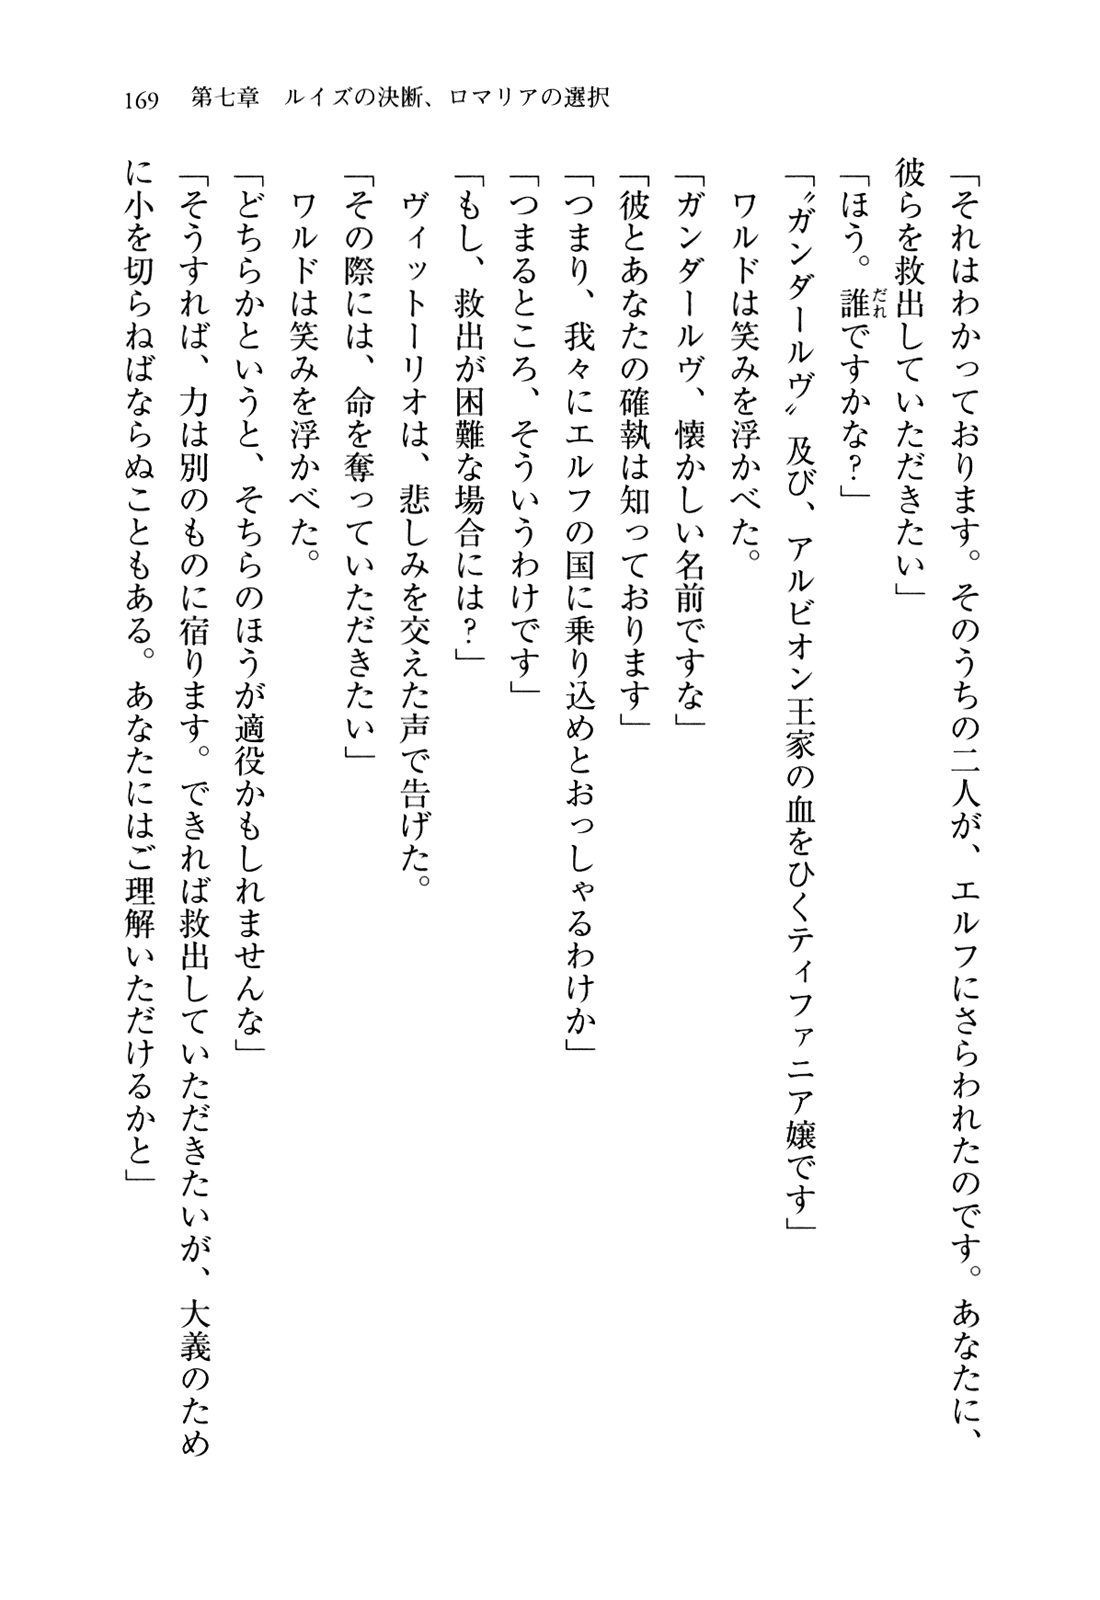 169　第七章　ルイズの決断、ロマリアの選択
「それはわかっております。そのうちの二人が、エルフにさらわれたのです。あなたに、
彼らを救出していただきたい」
「ほう。誰ですかな？」
だれ
「〝ガンダールヴ〟及び、アルビオン王家の血をひくティファニア嬢です」
ワルドは笑みを浮かべた。
「ガンダールヴ、懐かしい名前ですな」
「彼とあなたの確執は知っております」
「つまり、我々にエルフの国に乗り込めとおっしゃるわけか」
「つまるところ、そういうわけです」
「もし、救出が困難な場合には？」
ヴィットーリオは、悲しみを交えた声で告げた。
「その際には、命を奪っていただきたい」
ワルドは笑みを浮かべた。
「どちらかというと、そちらのほうが適役かもしれませんな」
「そうすれば、力は別のものに宿ります。できれば救出していただきたいが、大義のため
に小を切らねばならぬこともある。あなたにはご理解いただけるかと」